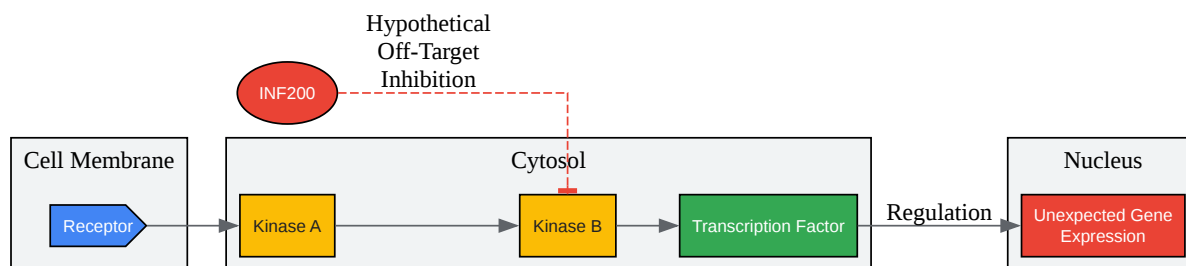 Hypothetical
Off-Target
Inhibition
INF200
Cell Membrane
Cytosol
Nucleus
Receptor
Kinase A
Kinase B
Transcription Factor
Regulation
Unexpected Gene
Expression